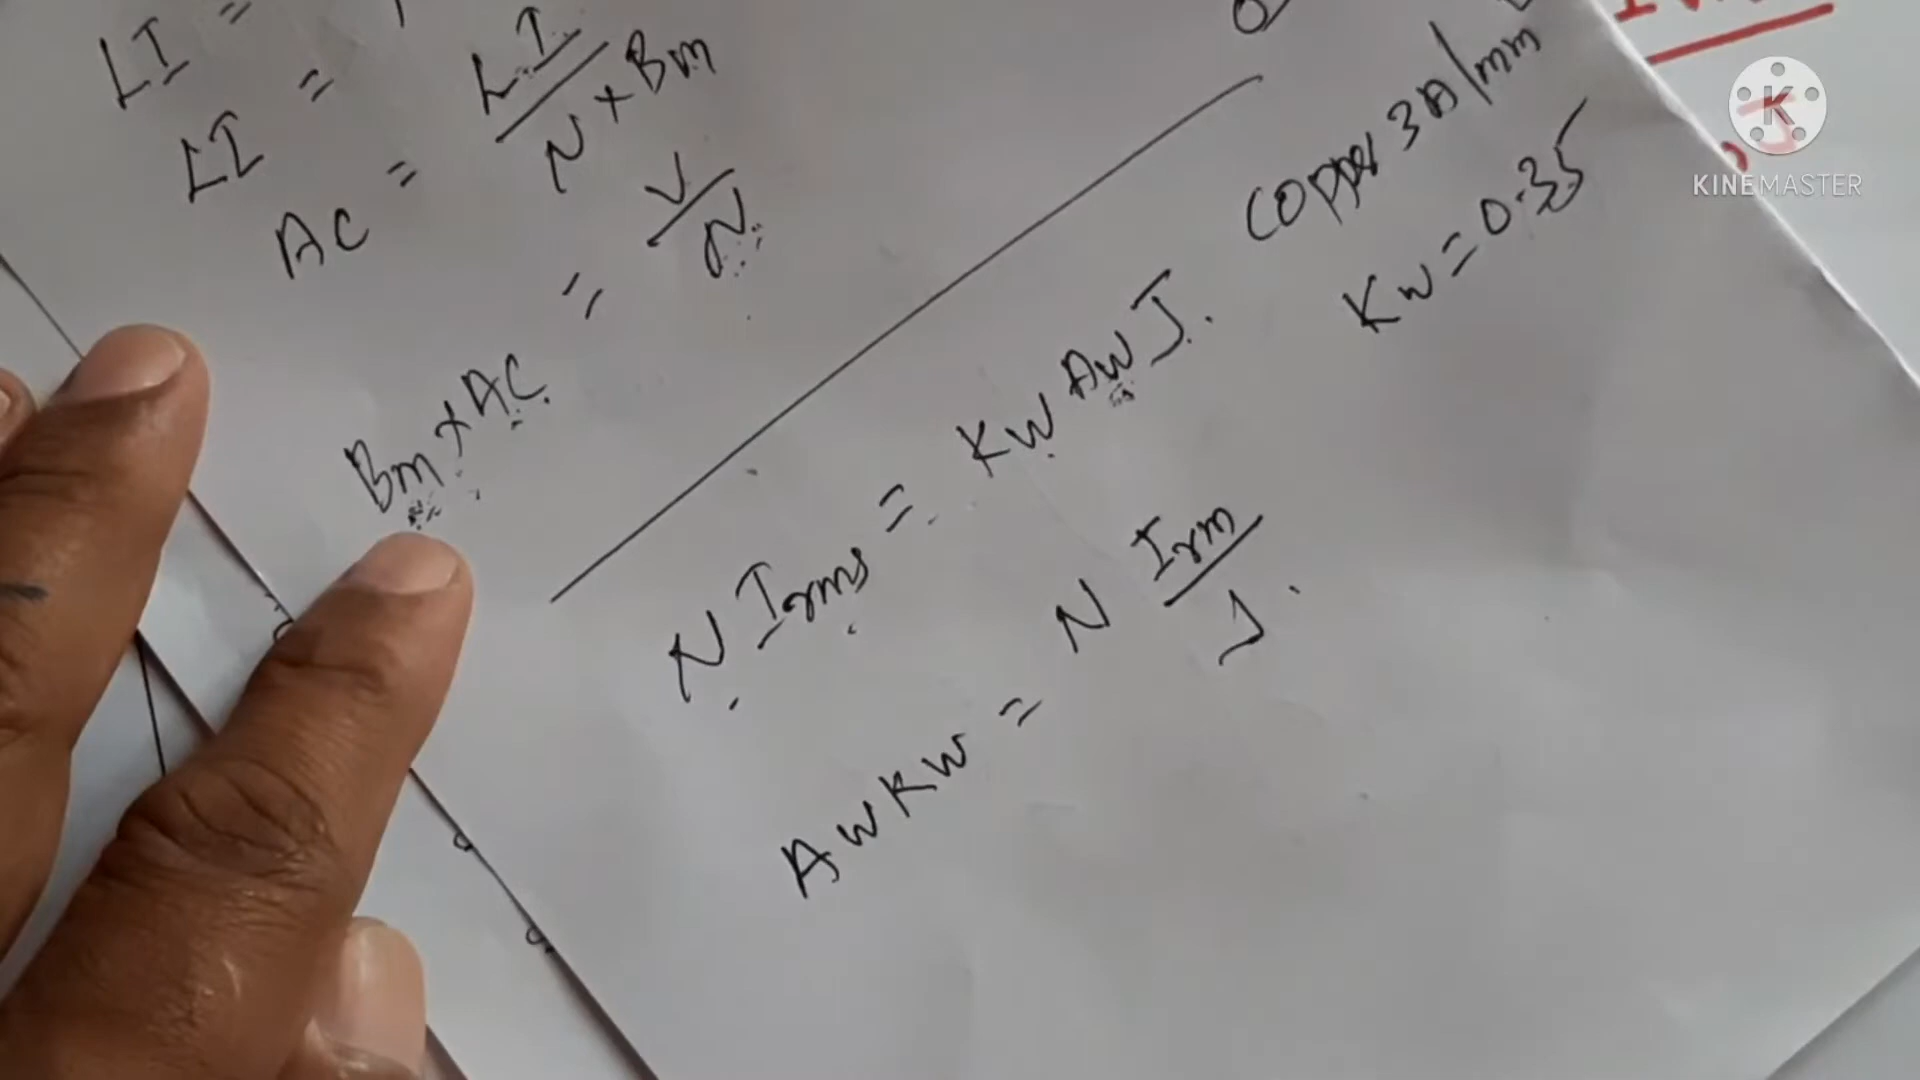 LI =
LI =
AC = LI / N × Bm
Bm × AC = V / N
N Irms = KW AW J.
Copper 3A/mm
KW = 0.35
AWKW = N Irm / J.
KINEMASTER